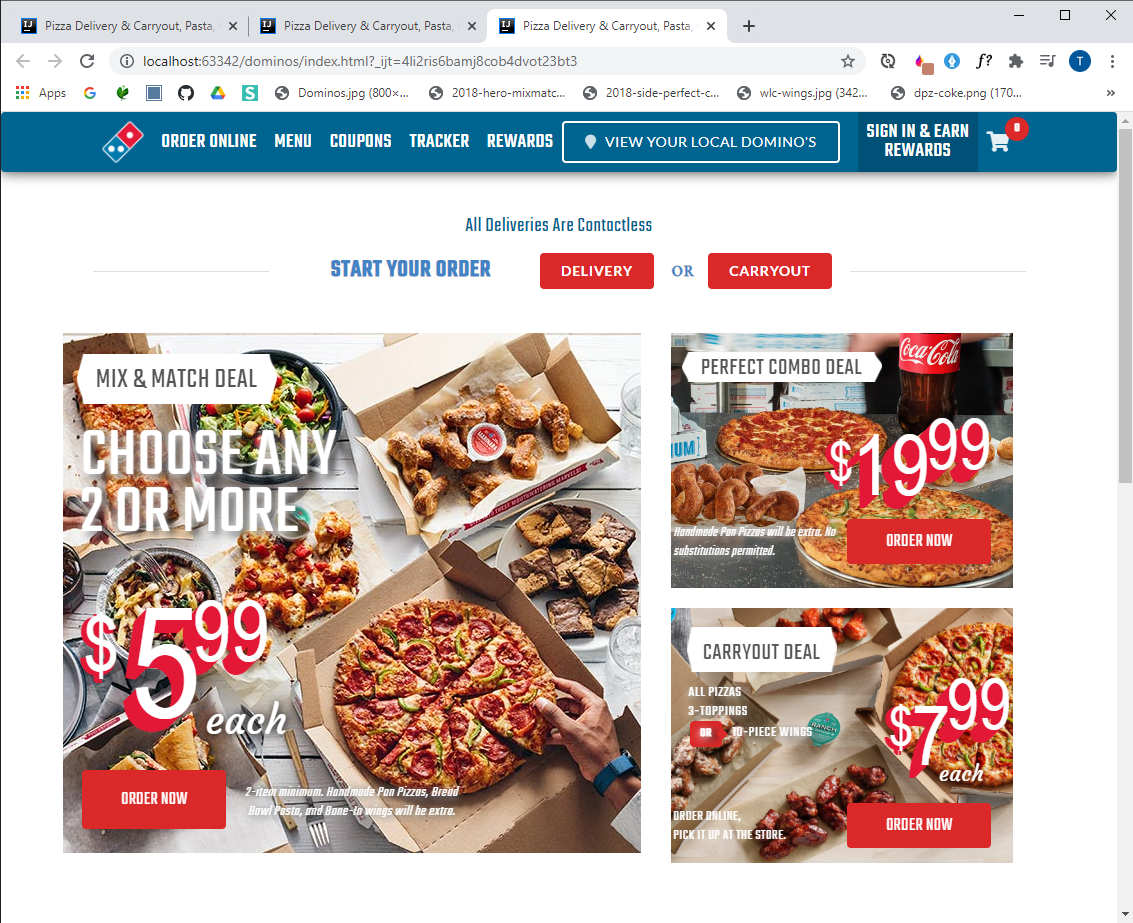 Pizza Delivery & Carryout, Pasta,
Pizza Delivery & Carryout, Pasta,
Pizza Delivery & Carryout, Pasta,
localhost:63342/dominos/index.html?_ijt=4li2ris6bamj8cob4dvot23bt3
f?
T
Apps
Dominos.jpg (800×...
2018-hero-mixmatc...
2018-side-perfect-c...
wlc-wings.jpg (342...
dpz-coke.png (170...
»
ORDER ONLINE MENU COUPONS TRACKER REWARDS
VIEW YOUR LOCAL DOMINO'S
SIGN IN & EARN
REWARDS
0
All Deliveries Are Contactless
START YOUR ORDER
DELIVERY
OR
CARRYOUT
MIX & MATCH DEAL
CHOOSE ANY
2 OR MORE
$5 99
each
ORDER NOW
2-item minimum. Handmade Pan Pizzas, Bread
Bowl Pasta, and Bone-In wings will be extra.
PERFECT COMBO DEAL
Coca-Cola
$19 99
Handmade Pan Pizzas will be extra. No
substitutions permitted.
ORDER NOW
CARRYOUT DEAL
ALL PIZZAS
3-TOPPINGS
OR 10-PIECE WINGS
RANCH
$7 99
each
ORDER ONLINE,
PICK IT UP AT THE STORE.
ORDER NOW